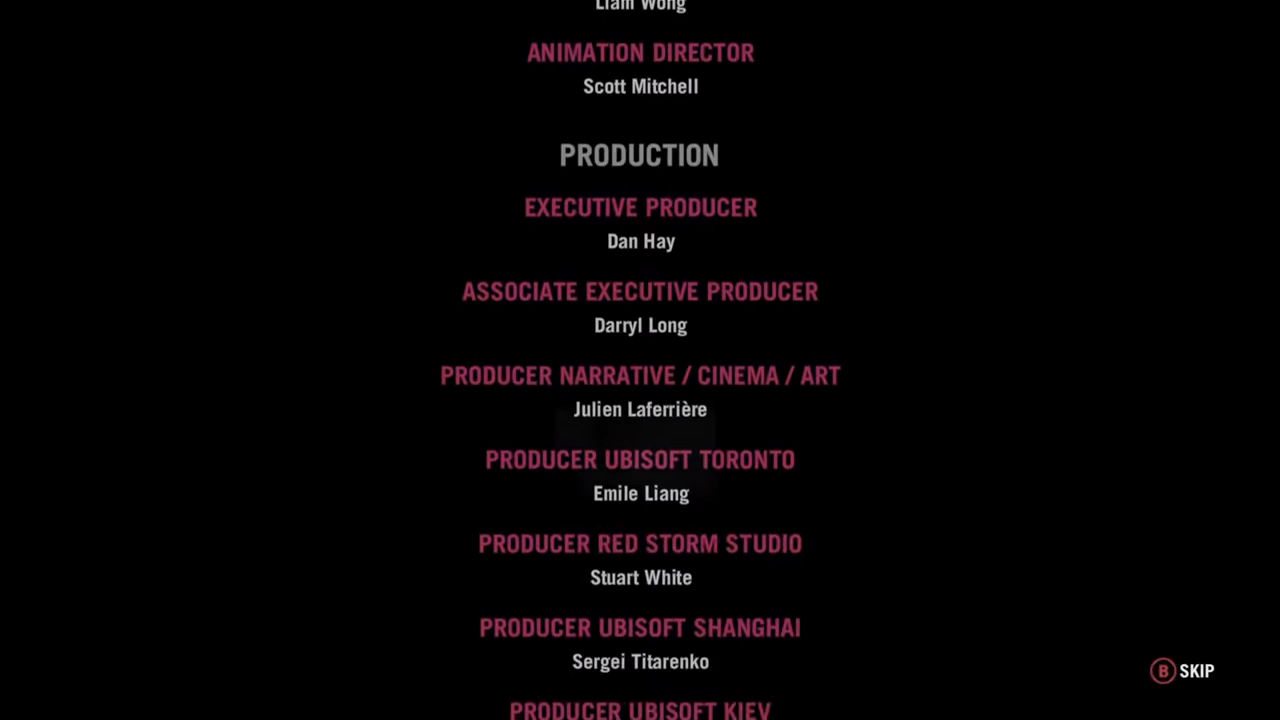 Liam Wong
ANIMATION DIRECTOR
Scott Mitchell
PRODUCTION
EXECUTIVE PRODUCER
Dan Hay
ASSOCIATE EXECUTIVE PRODUCER
Darryl Long
PRODUCER NARRATIVE / CINEMA / ART
Julien Laferrière
PRODUCER UBISOFT TORONTO
Emile Liang
PRODUCER RED STORM STUDIO
Stuart White
PRODUCER UBISOFT SHANGHAI
Sergei Titarenko
B SKIP
PRODUCER UBISOFT KIEV